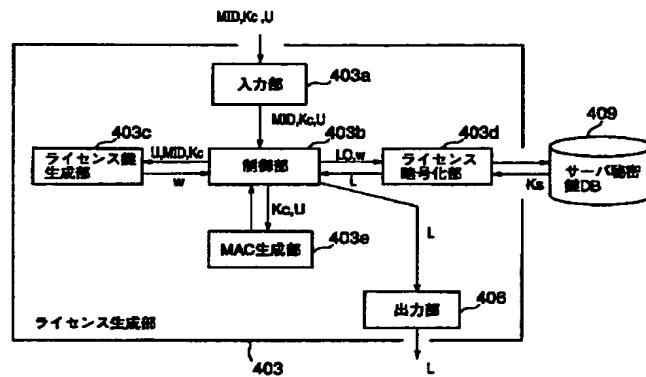 MID,Kc,U
入力部
403a
MID,Kc,U
403c
ライセンス鍵
生成部
U,MID,Kc
w
403b
制御部
LO,w
L
403d
ライセンス
暗号化部
Ks
409
サーバ秘密
鍵DB
Kc,U
MAC生成部
403e
L
出力部
406
ライセンス生成部
403
L